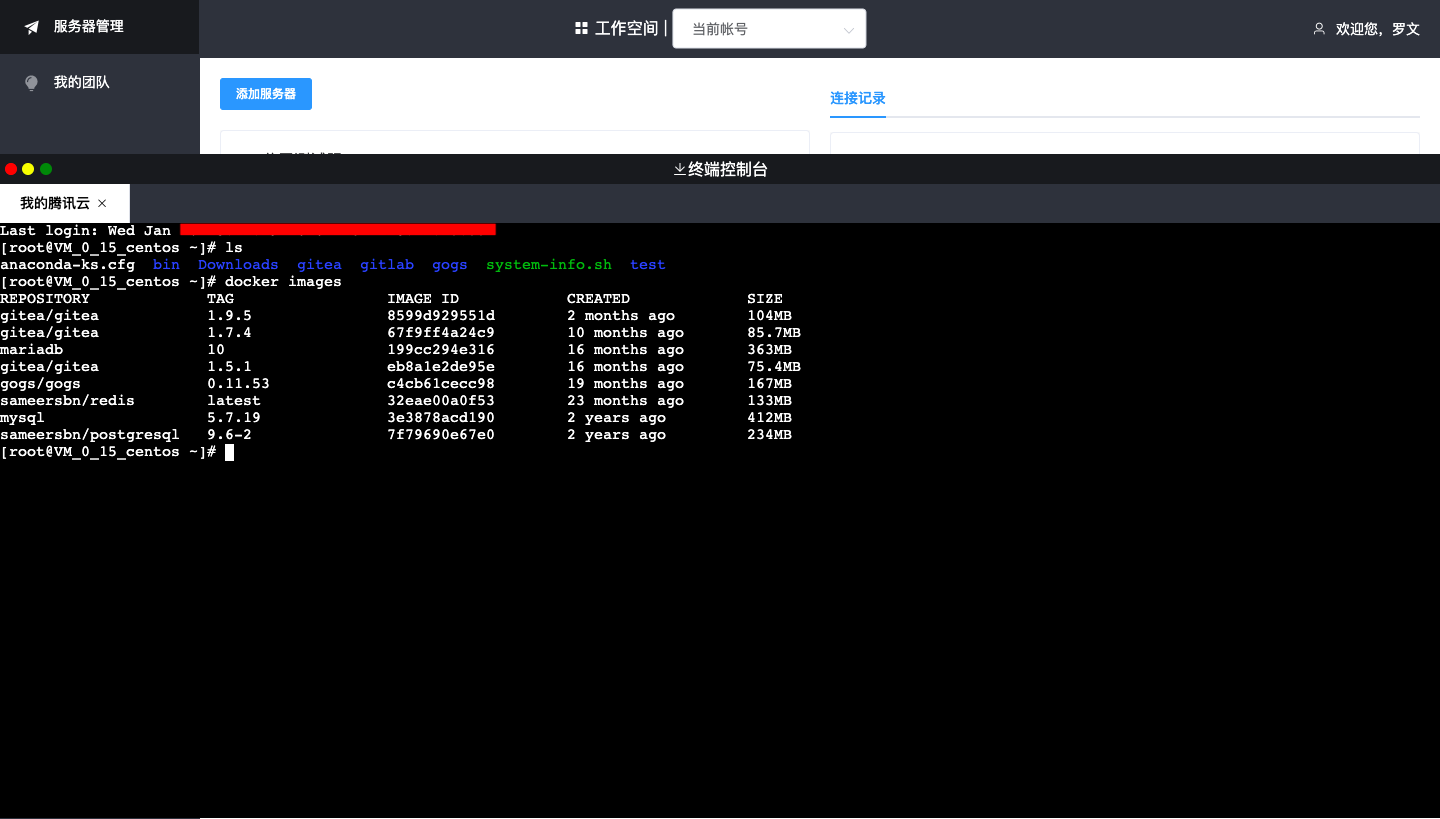 服务器管理
工作空间 |
当前帐号
欢迎您，罗文
我的团队
添加服务器
连接记录
终端控制台
我的腾讯云 ×
Last login: Wed Jan
[root@VM_0_15_centos ~]# ls
anaconda-ks.cfg bin Downloads gitea gitlab gogs system-info.sh test
[root@VM_0_15_centos ~]# docker images
REPOSITORY TAG IMAGE ID CREATED SIZE
gitea/gitea 1.9.5 8599d929551d 2 months ago 104MB
gitea/gitea 1.7.4 67f9ff4a24c9 10 months ago 85.7MB
mariadb 10 199cc294e316 16 months ago 363MB
gitea/gitea 1.5.1 eb8a1e2de95e 16 months ago 75.4MB
gogs/gogs 0.11.53 c4cb61cecc98 19 months ago 167MB
sameersbn/redis latest 32eae00a0f53 23 months ago 133MB
mysql 5.7.19 3e3878acd190 2 years ago 412MB
sameersbn/postgresql 9.6-2 7f79690e67e0 2 years ago 234MB
[root@VM_0_15_centos ~]#